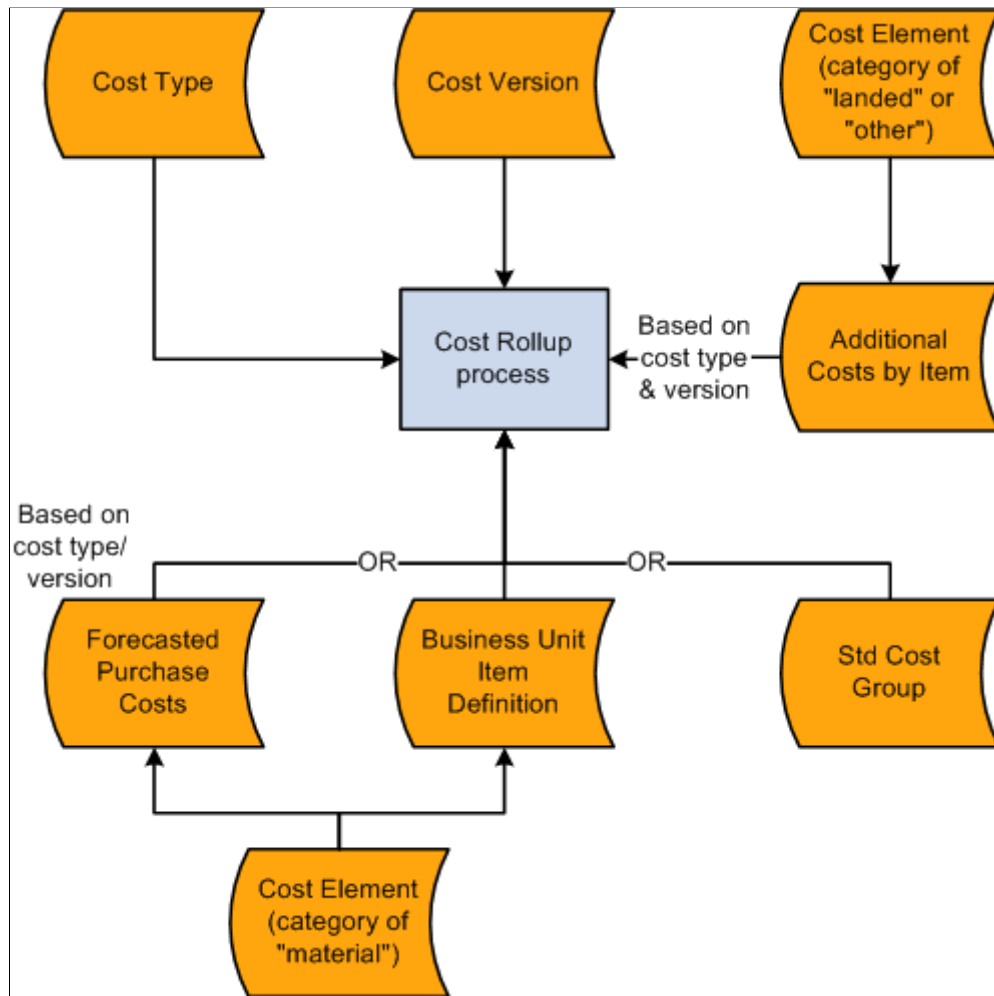 Cost Type
Cost Version
Cost Element
(category of
"landed" or
"other")
Cost Rollup
process
Based on
cost type
& version
Additional
Costs by Item
Based on
cost type/
version
OR
OR
Forecasted
Purchase
Costs
Business Unit
Item
Definition
Std Cost
Group
Cost Element
(category of
"material")